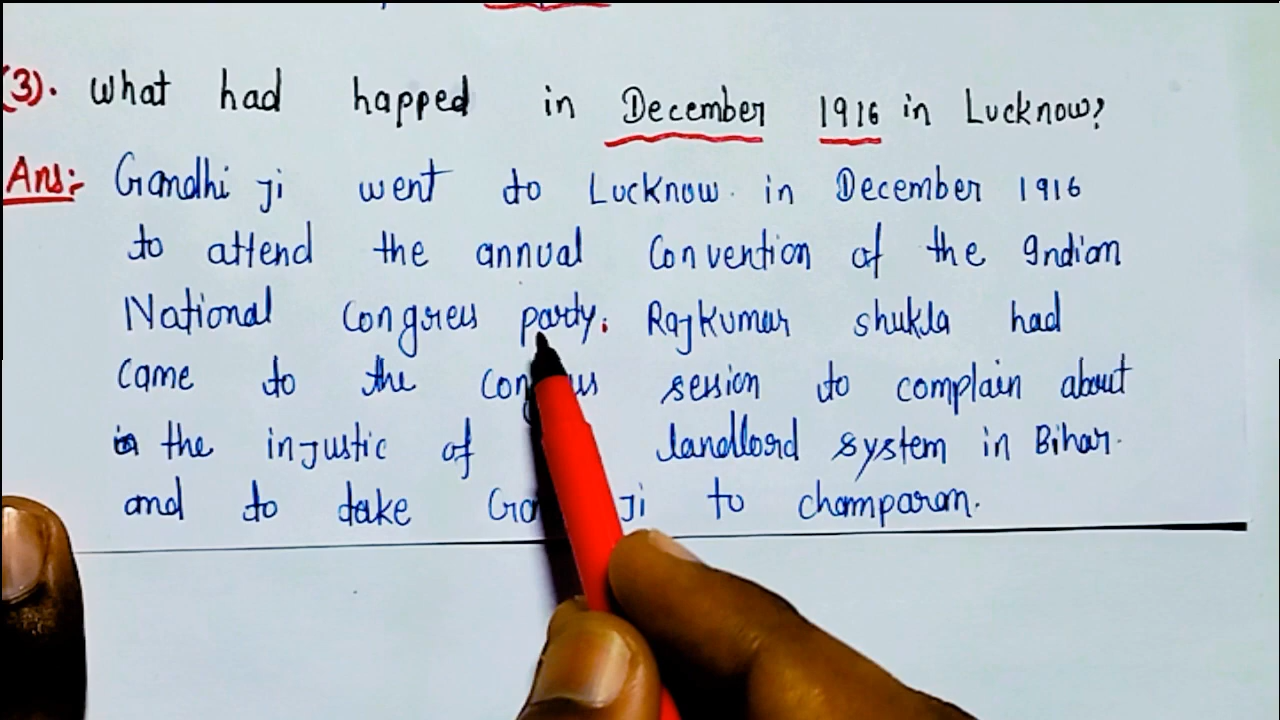 (3). What had happed in December 1916 in Lucknow?
Ans:- Gandhi ji went to Lucknow. in December 1916
to attend the annual Convention of the Indian
National Congress party. Rajkumar shukla had
came to the session to complain about
the injustic of landlord system in Bihar.
and to take ji to champaran.